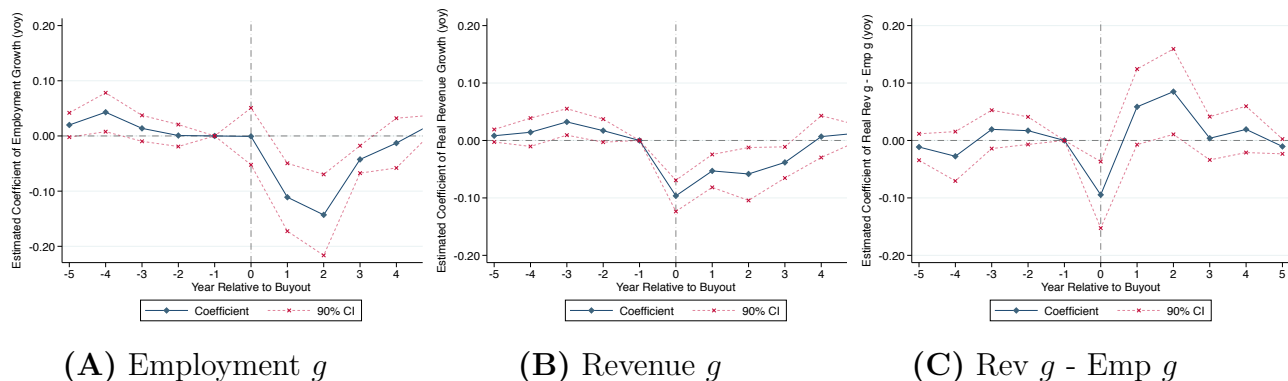 Estimated Coefficient of Employment Growth (yoy)
0.20
0.10
0.00
-0.10
-0.20
-5 -4 -3 -2 -1 0 1 2 3 4
Year Relative to Buyout
Coefficient 90% CI
(A) Employment g
Estimated Coefficient of Real Revenue Growth (yoy)
0.20
0.10
0.00
-0.10
-0.20
-5 -4 -3 -2 -1 0 1 2 3 4
Year Relative to Buyout
Coefficient 90% CI
(B) Revenue g
Estimated Coefficient of Real Rev g - Emp g (yoy)
0.20
0.10
0.00
-0.10
-0.20
-5 -4 -3 -2 -1 0 1 2 3 4 5
Year Relative to Buyout
Coefficient 90% CI
(C) Rev g - Emp g